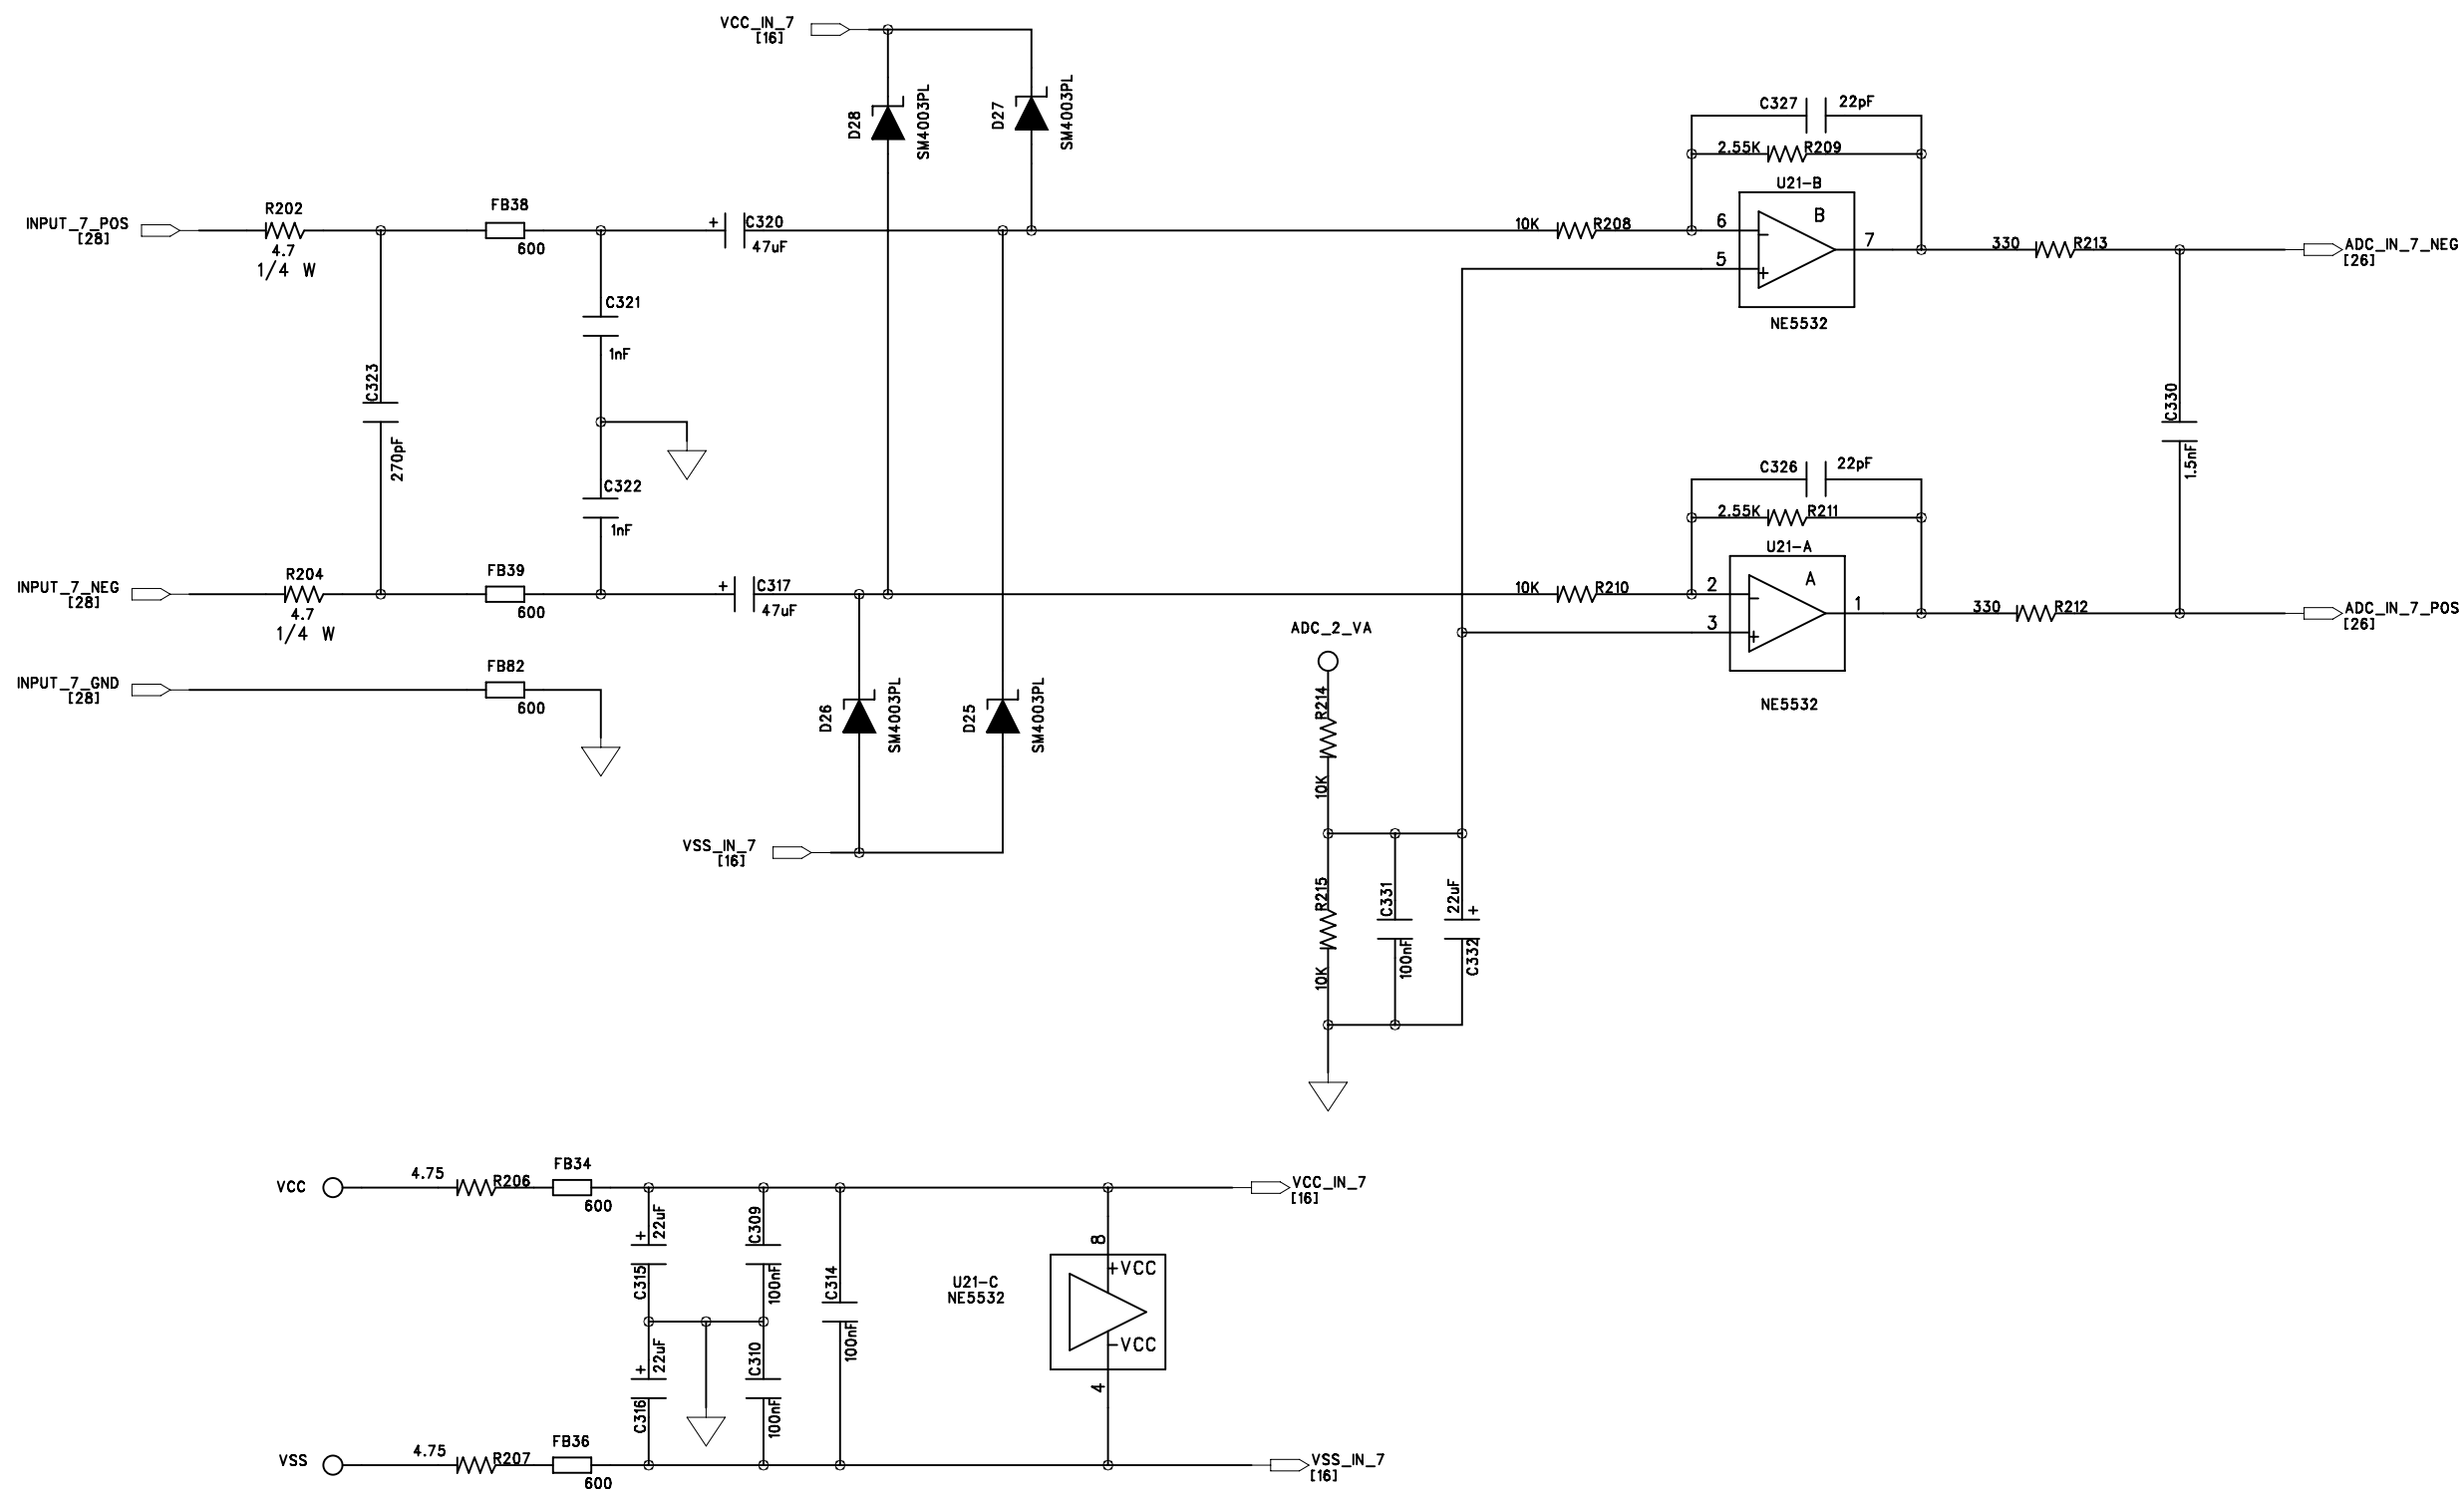 VCC_IN_7
[16]
D28
SM4003PL
D27
SM4003PL
C327
22pF
2.55K
R209
U21-B
B
6
5
7
NE5532
INPUT_7_POS
[28]
R202
4.7
1/4 W
FB38
600
+
C320
47uF
10K
R208
330
R213
ADC_IN_7_NEG
[26]
C321
1nF
C323
270pF
C322
1nF
C330
1.5nF
C326
22pF
2.55K
R211
U21-A
A
2
3
1
NE5532
INPUT_7_NEG
[28]
R204
4.7
1/4 W
FB39
600
+
C317
47uF
10K
R210
330
R212
ADC_IN_7_POS
[26]
INPUT_7_GND
[28]
FB82
600
D26
SM4003PL
D25
SM4003PL
ADC_2_VA
R214
10K
VSS_IN_7
[16]
R215
10K
C331
100nF
22uF
+
C332
VCC
4.75
R206
FB34
600
VCC_IN_7
[16]
+
22uF
C315
C309
100nF
C314
100nF
U21-C
NE5532
8
+VCC
-VCC
4
+
22uF
C316
C310
100nF
VSS
4.75
R207
FB36
600
VSS_IN_7
[16]